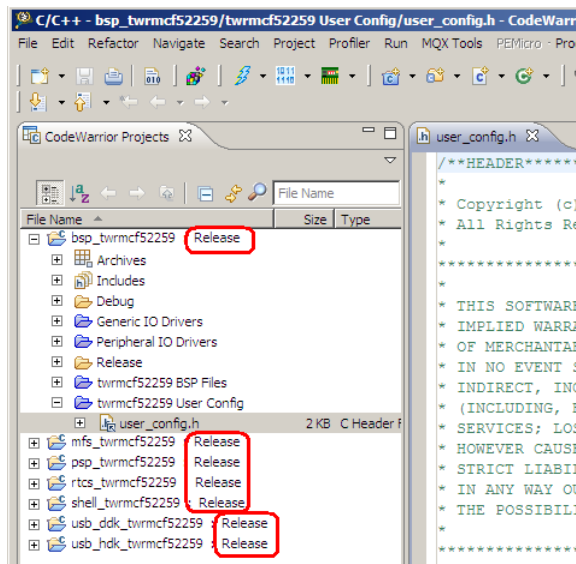 C/C++ - bsp_twrmcf52259/twrmcf52259 User Config/user_config.h - CodeWarri
File Edit Refactor Navigate Search Project Profiler Run MQX Tools PEMicro Pro
CodeWarrior Projects
user_config.h
File Name
File Name Size Type
bsp_twrmcf52259 : Release
Archives
Includes
Debug
Generic IO Drivers
Peripheral IO Drivers
Release
twrmcf52259 BSP Files
twrmcf52259 User Config
user_config.h 2 KB C Header F
mfs_twrmcf52259 : Release
psp_twrmcf52259 Release
rtcs_twrmcf52259 Release
shell_twrmcf52259 : Release
usb_ddk_twrmcf52259 : Release
usb_hdk_twrmcf52259 : Release
/**HEADER******
*
* Copyright (c)
* All Rights Re
*
***************
*
* THIS SOFTWARE
* IMPLIED WARRA
* OF MERCHANTAB
* IN NO EVENT S
* INDIRECT, INC
* (INCLUDING, B
* SERVICES; LOS
* HOWEVER CAUSE
* STRICT LIABIL
* IN ANY WAY OU
* THE POSSIBILI
*
***************